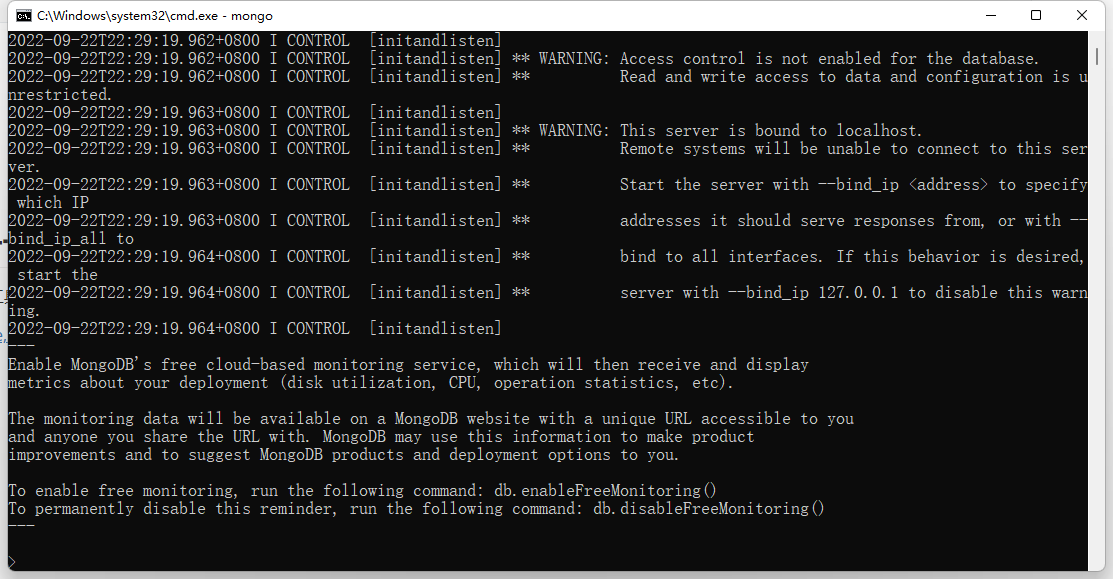 C:\Windows\system32\cmd.exe - mongo
2022-09-22T22:29:19.962+0800 I CONTROL  [initandlisten]
2022-09-22T22:29:19.962+0800 I CONTROL  [initandlisten] ** WARNING: Access control is not enabled for the database.
2022-09-22T22:29:19.962+0800 I CONTROL  [initandlisten] **          Read and write access to data and configuration is u
nrestricted.
2022-09-22T22:29:19.963+0800 I CONTROL  [initandlisten]
2022-09-22T22:29:19.963+0800 I CONTROL  [initandlisten] ** WARNING: This server is bound to localhost.
2022-09-22T22:29:19.963+0800 I CONTROL  [initandlisten] **          Remote systems will be unable to connect to this ser
ver.
2022-09-22T22:29:19.963+0800 I CONTROL  [initandlisten] **          Start the server with --bind_ip <address> to specify
 which IP
2022-09-22T22:29:19.963+0800 I CONTROL  [initandlisten] **          addresses it should serve responses from, or with --
bind_ip_all to
2022-09-22T22:29:19.964+0800 I CONTROL  [initandlisten] **          bind to all interfaces. If this behavior is desired,
 start the
2022-09-22T22:29:19.964+0800 I CONTROL  [initandlisten] **          server with --bind_ip 127.0.0.1 to disable this warn
ing.
2022-09-22T22:29:19.964+0800 I CONTROL  [initandlisten]
---
Enable MongoDB's free cloud-based monitoring service, which will then receive and display
metrics about your deployment (disk utilization, CPU, operation statistics, etc).
The monitoring data will be available on a MongoDB website with a unique URL accessible to you
and anyone you share the URL with. MongoDB may use this information to make product
improvements and to suggest MongoDB products and deployment options to you.
To enable free monitoring, run the following command: db.enableFreeMonitoring()
To permanently disable this reminder, run the following command: db.disableFreeMonitoring()
---
>